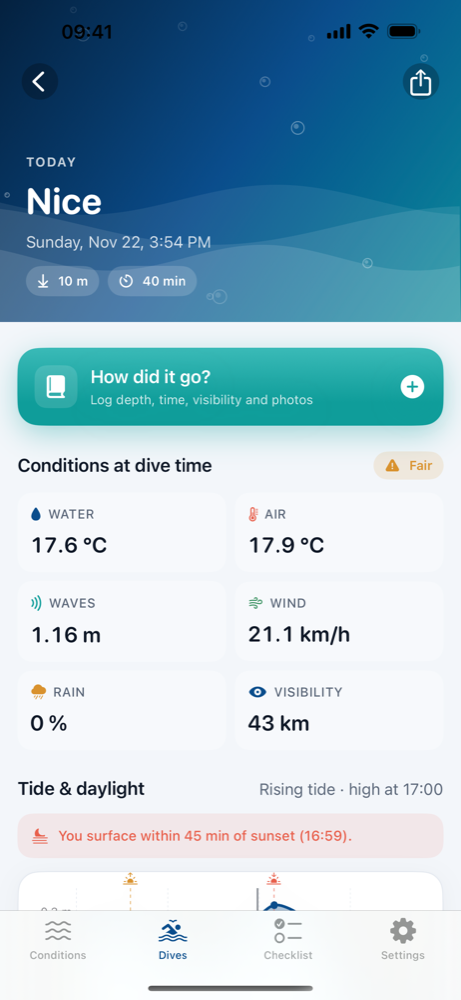 09:41
TODAY
Nice
Sunday, Nov 22, 3:54 PM
10 m
40 min
How did it go?
Log depth, time, visibility and photos
Conditions at dive time
Fair
WATER
17.6 °C
AIR
17.9 °C
WAVES
1.16 m
WIND
21.1 km/h
RAIN
0 %
VISIBILITY
43 km
Tide & daylight
Rising tide · high at 17:00
You surface within 45 min of sunset (16:59).
Conditions
Dives
Checklist
Settings